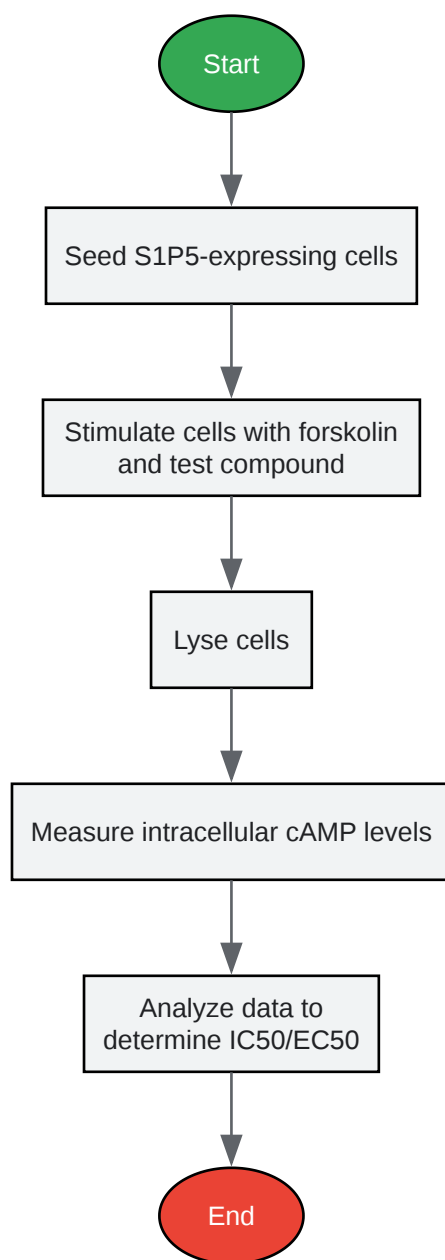 Start
Seed S1P5-expressing cells
Stimulate cells with forskolin
and test compound
Lyse cells
Measure intracellular cAMP levels
Analyze data to
determine IC50/EC50
End